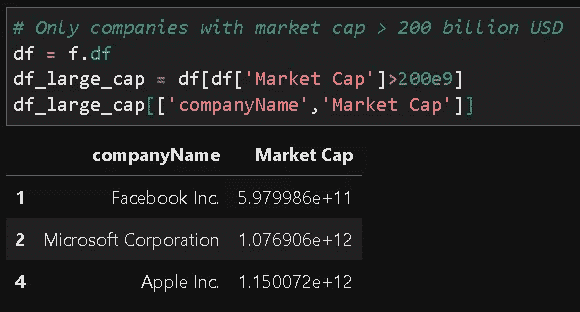 # Only companies with market cap > 200 billion USD
df = f.df
df_large_cap = df[df['Market Cap']>200e9]
df_large_cap[['companyName','Market Cap']]
companyName Market Cap
1 Facebook Inc. 5.979986e+11
2 Microsoft Corporation 1.076906e+12
4 Apple Inc. 1.150072e+12